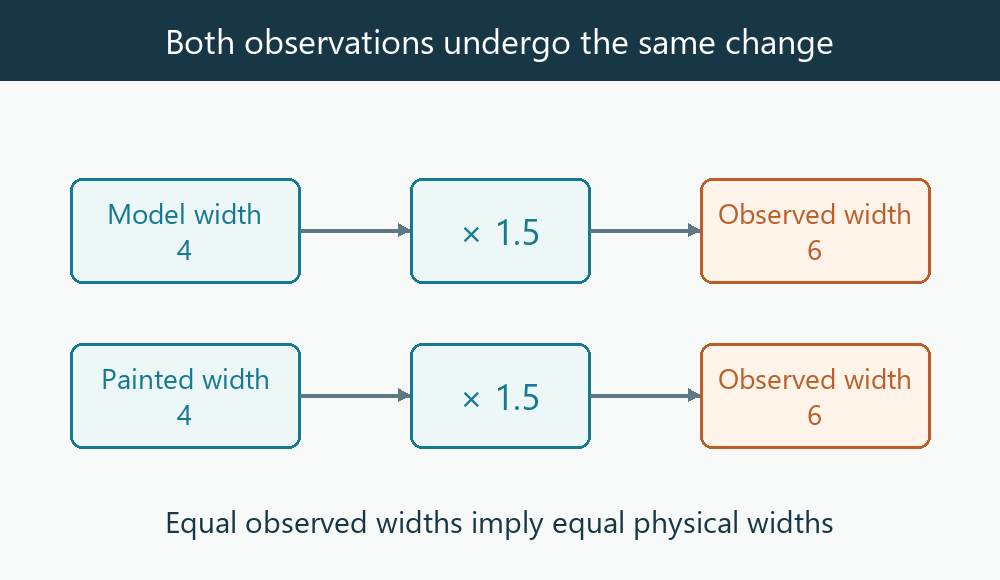 Both observations undergo the same change
Model width
4
× 1.5
Observed width
6
Painted width
4
× 1.5
Observed width
6
Equal observed widths imply equal physical widths